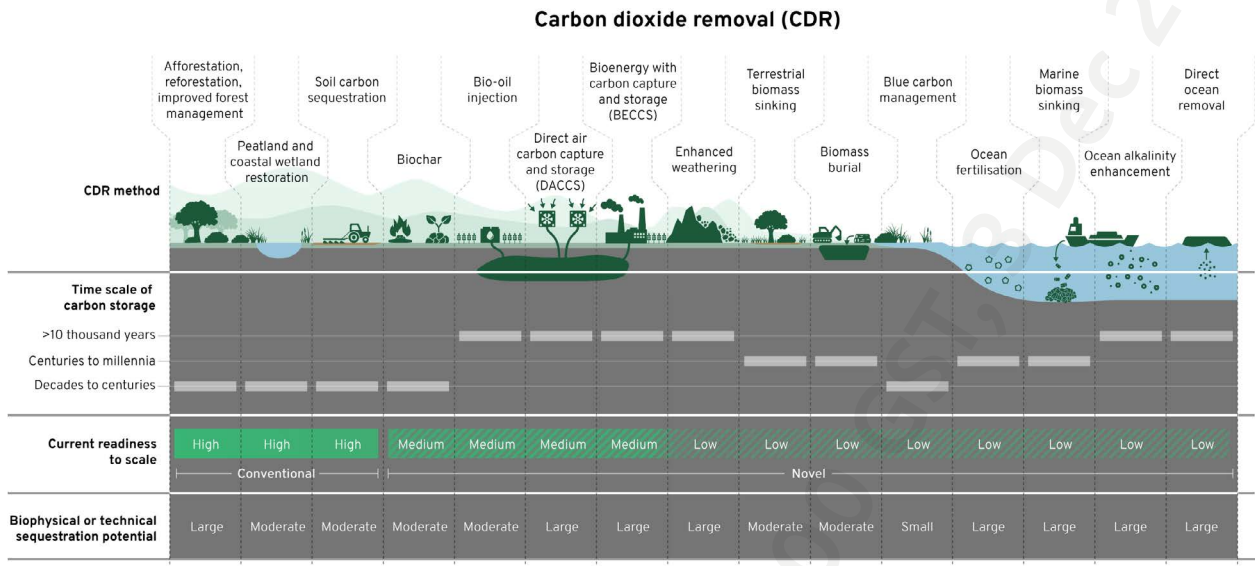 Carbon dioxide removal (CDR)
Afforestation,
reforestation,
improved forest
management
Peatland and
coastal wetland
restoration
Soil carbon
sequestration
Biochar
Bio-oil
injection
Direct air
carbon capture
and storage
(DACCS)
Bioenergy with
carbon capture
and storage
(BECCS)
Enhanced
weathering
Terrestrial
biomass
sinking
Biomass
burial
Blue carbon
management
Ocean
fertilisation
Marine
biomass
sinking
Ocean alkalinity
enhancement
Direct
ocean
removal
CDR method
Time scale of
carbon storage
>10 thousand years
Centuries to millennia
Decades to centuries
Current readiness
to scale
High High High Medium Medium Medium Medium Low Low Low Low Low Low Low Low
Conventional Novel
Biophysical or technical
sequestration potential
Large Moderate Moderate Moderate Moderate Large Large Large Moderate Moderate Small Large Large Large Large
GST, 3 Dec 2